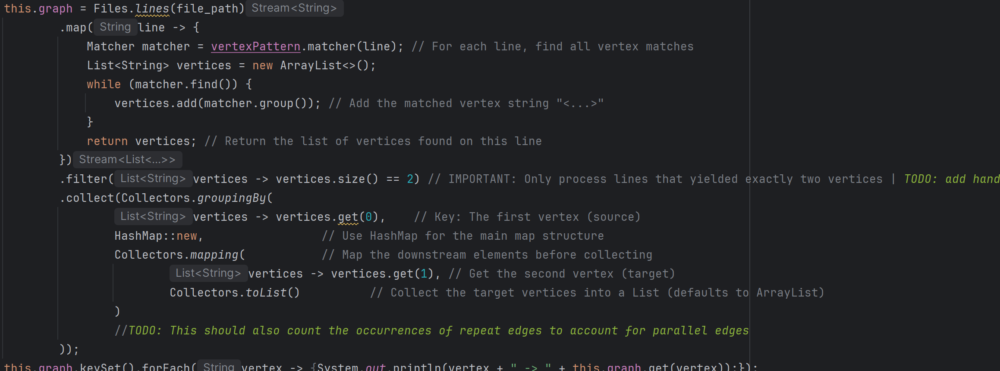 this.graph = Files.lines(file_path) Stream<String>
.map( String line -> {
Matcher matcher = vertexPattern.matcher(line); // For each line, find all vertex matches
List<String> vertices = new ArrayList<>();
while (matcher.find()) {
vertices.add(matcher.group()); // Add the matched vertex string "<...>"
}
return vertices; // Return the list of vertices found on this line
}) Stream<List<...>>
.filter( List<String> vertices -> vertices.size() == 2) // IMPORTANT: Only process lines that yielded exactly two vertices | TODO: add hand
.collect(Collectors.groupingBy(
List<String> vertices -> vertices.get(0), // Key: The first vertex (source)
HashMap::new, // Use HashMap for the main map structure
Collectors.mapping( // Map the downstream elements before collecting
List<String> vertices -> vertices.get(1), // Get the second vertex (target)
Collectors.toList() // Collect the target vertices into a List (defaults to ArrayList)
)
//TODO: This should also count the occurrences of repeat edges to account for parallel edges
));
this.graph.keySet().forEach( String vertex -> {System.out.println(vertex + " -> " + this.graph.get(vertex));});